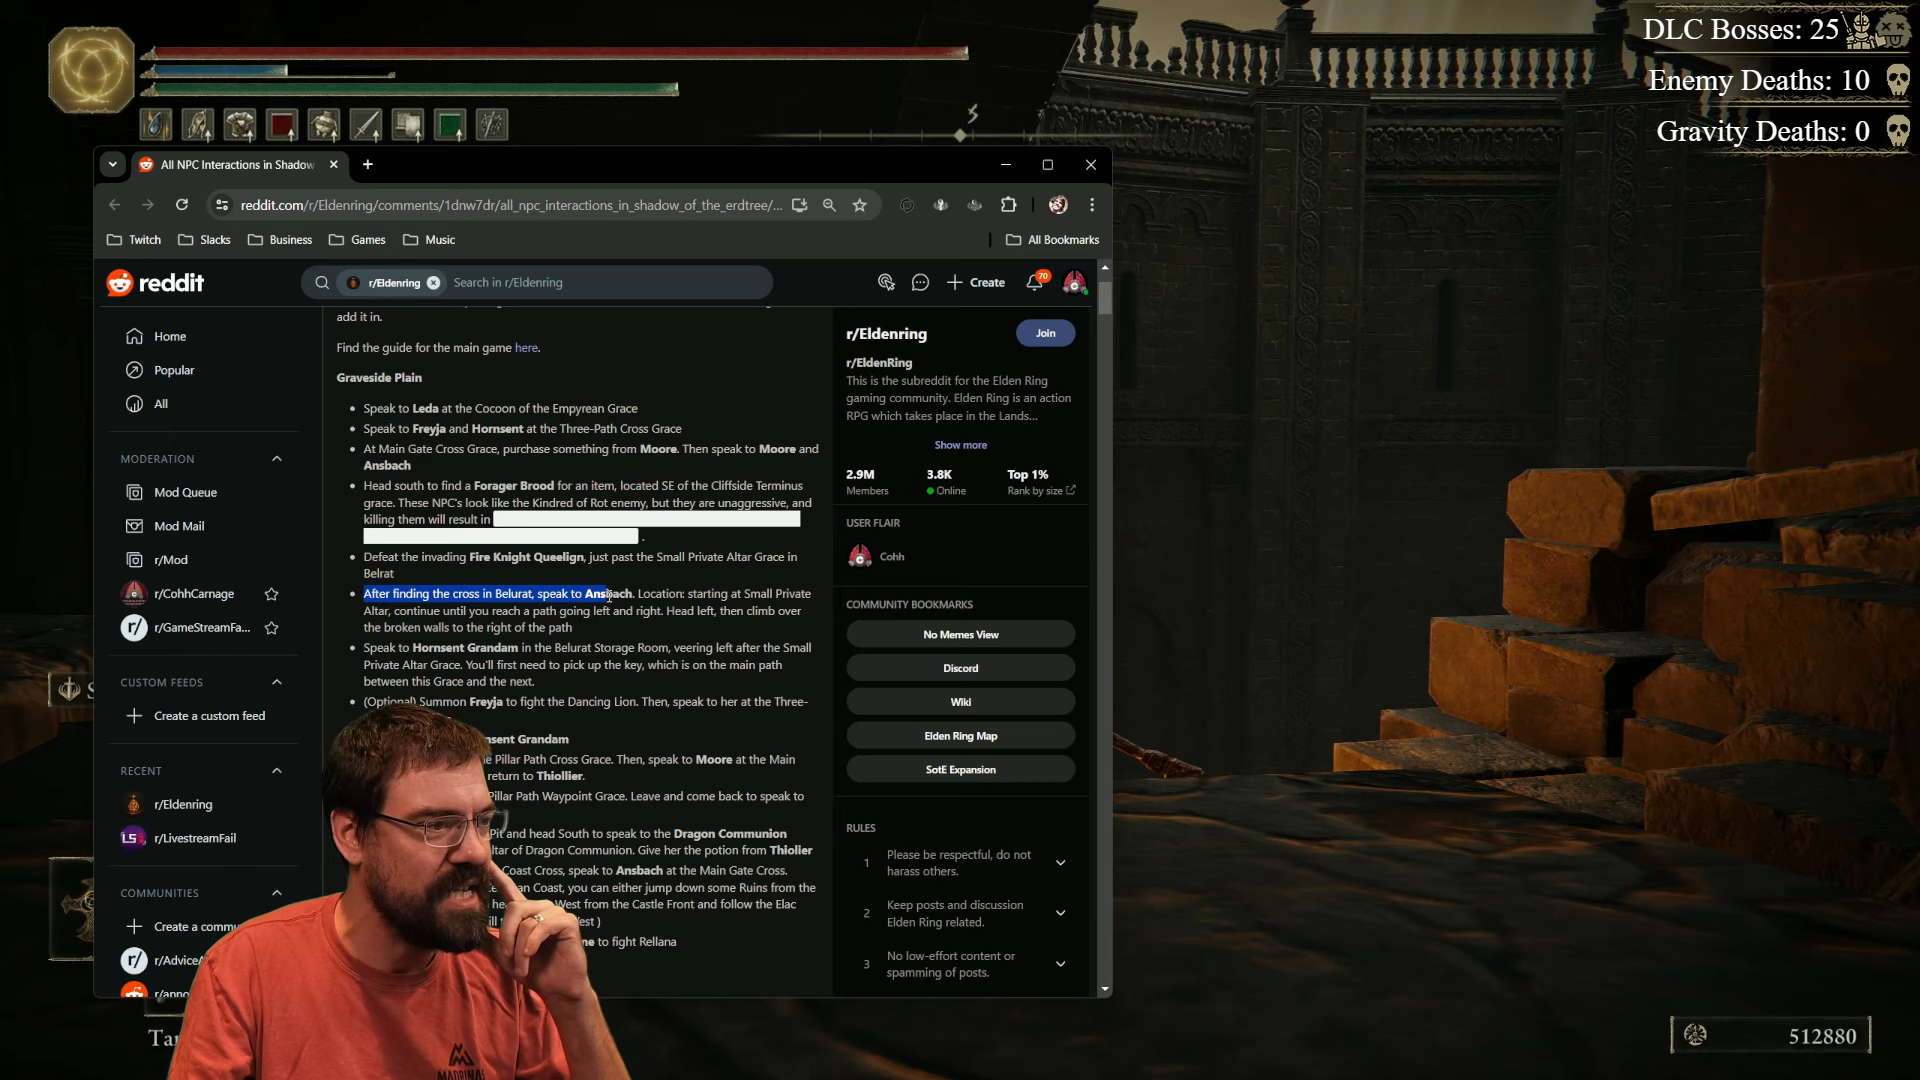 DLC Bosses: 25
Enemy Deaths: 10
Gravity Deaths: 0
All NPC Interactions in Shadow
reddit.com/r/Eldenring/comments/1dnw7dr/all_npc_interactions_in_shadow_of_the_erdtree/...
Twitch
Slacks
Business
Games
Music
All Bookmarks
reddit
r/Eldenring
Search in r/Eldenring
Create
70
Home
Popular
All
MODERATION
Mod Queue
Mod Mail
r/Mod
r/CohhCarnage
r/GameStreamFa...
CUSTOM FEEDS
Create a custom feed
RECENT
r/Eldenring
r/LivestreamFail
COMMUNITIES
Create a commu
r/AdviceA
r/anno
add it in.
Find the guide for the main game here.
Graveside Plain
Speak to Leda at the Cocoon of the Empyrean Grace
Speak to Freyja and Hornsent at the Three-Path Cross Grace
At Main Gate Cross Grace, purchase something from Moore. Then speak to Moore and
Ansbach
Head south to find a Forager Brood for an item, located SE of the Cliffside Terminus
grace. These NPC's look like the Kindred of Rot enemy, but they are unaggressive, and
killing them will result in
.
Defeat the invading Fire Knight Queelign, just past the Small Private Altar Grace in
Belrat
After finding the cross in Belurat, speak to Ansbach. Location: starting at Small Private
Altar, continue until you reach a path going left and right. Head left, then climb over
the broken walls to the right of the path
Speak to Hornsent Grandam in the Belurat Storage Room, veering left after the Small
Private Altar Grace. You'll first need to pick up the key, which is on the main path
between this Grace and the next.
(Optional) Summon Freyja to fight the Dancing Lion. Then, speak to her at the Three-
nsent Grandam
e Pillar Path Cross Grace. Then, speak to Moore at the Main
return to Thiollier.
Pillar Path Waypoint Grace. Leave and come back to speak to
Pit and head South to speak to the Dragon Communion
ltar of Dragon Communion. Give her the potion from Thiolier
Coast Cross, speak to Ansbach at the Main Gate Cross.
an Coast, you can either jump down some Ruins from the
West from the Castle Front and follow the Elac
est )
ne to fight Rellana
r/Eldenring
Join
r/EldenRing
This is the subreddit for the Elden Ring
gaming community. Elden Ring is an action
RPG which takes place in the Lands...
Show more
2.9M
Members
3.8K
Online
Top 1%
Rank by size
USER FLAIR
Cohh
COMMUNITY BOOKMARKS
No Memes View
Discord
Wiki
Elden Ring Map
SotE Expansion
RULES
1 Please be respectful, do not
harass others.
2 Keep posts and discussion
Elden Ring related.
3 No low-effort content or
spamming of posts.
Ta
512880